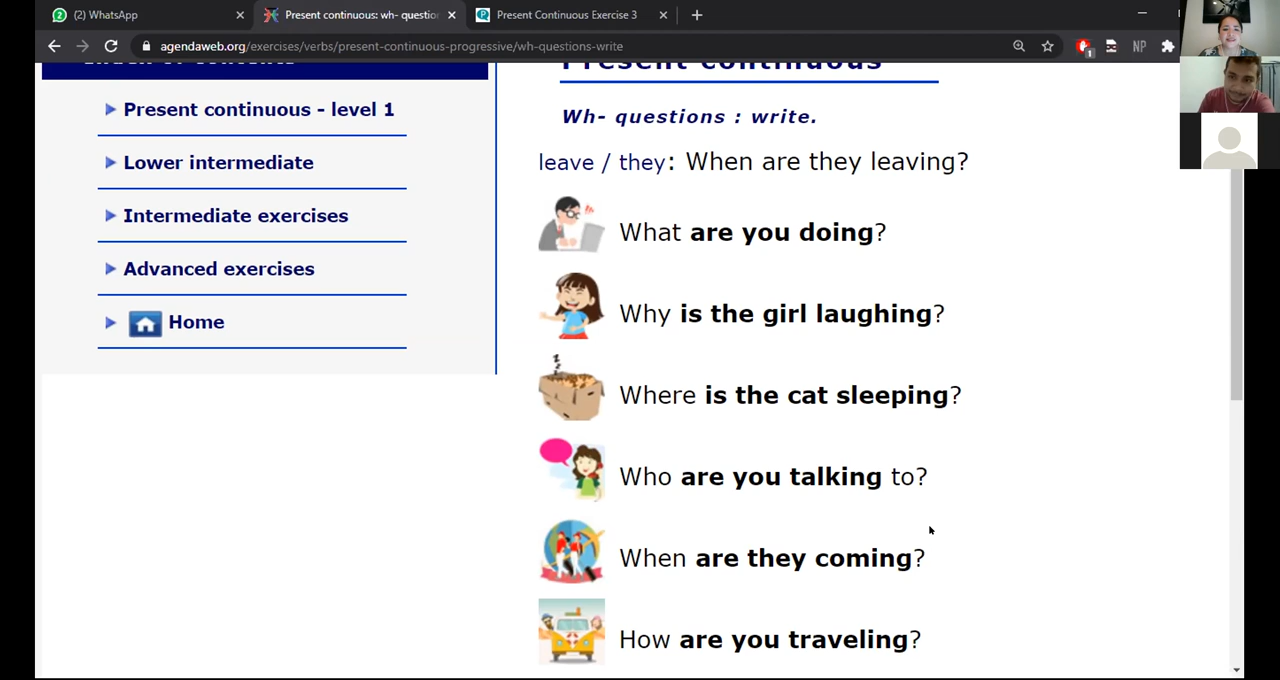 (2) WhatsApp
Present continuous: wh- questio
Present Continuous Exercise 3
agendaweb.org/exercises/verbs/present-continuous-progressive/wh-questions-write
1
NP
Present continuous
Wh- questions : write.
Present continuous - level 1
Lower intermediate
Intermediate exercises
Advanced exercises
Home
leave / they: When are they leaving?
What are you doing?
Why is the girl laughing?
Where is the cat sleeping?
Who are you talking to?
When are they coming?
How are you traveling?